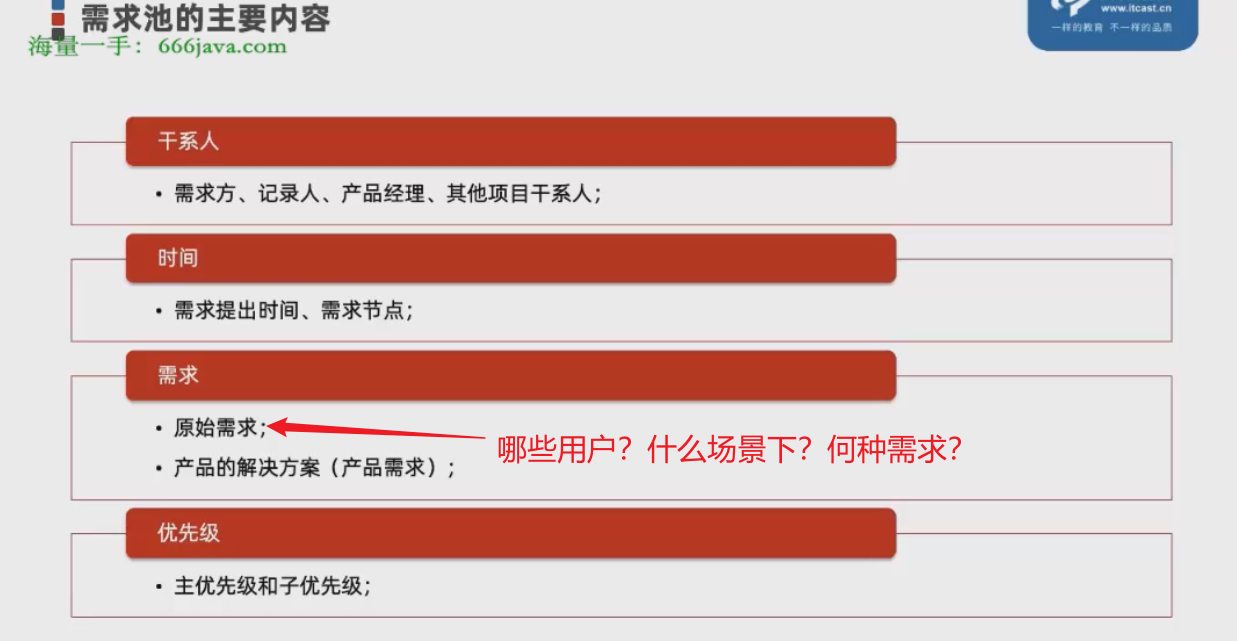 需求池的主要内容
www.itcast.cn
一样的教育 不一样的品质
海量一手：666java.com
干系人
• 需求方、记录人、产品经理、其他项目干系人；
时间
• 需求提出时间、需求节点；
需求
• 原始需求；
哪些用户？什么场景下？何种需求？
• 产品的解决方案（产品需求）；
优先级
• 主优先级和子优先级；